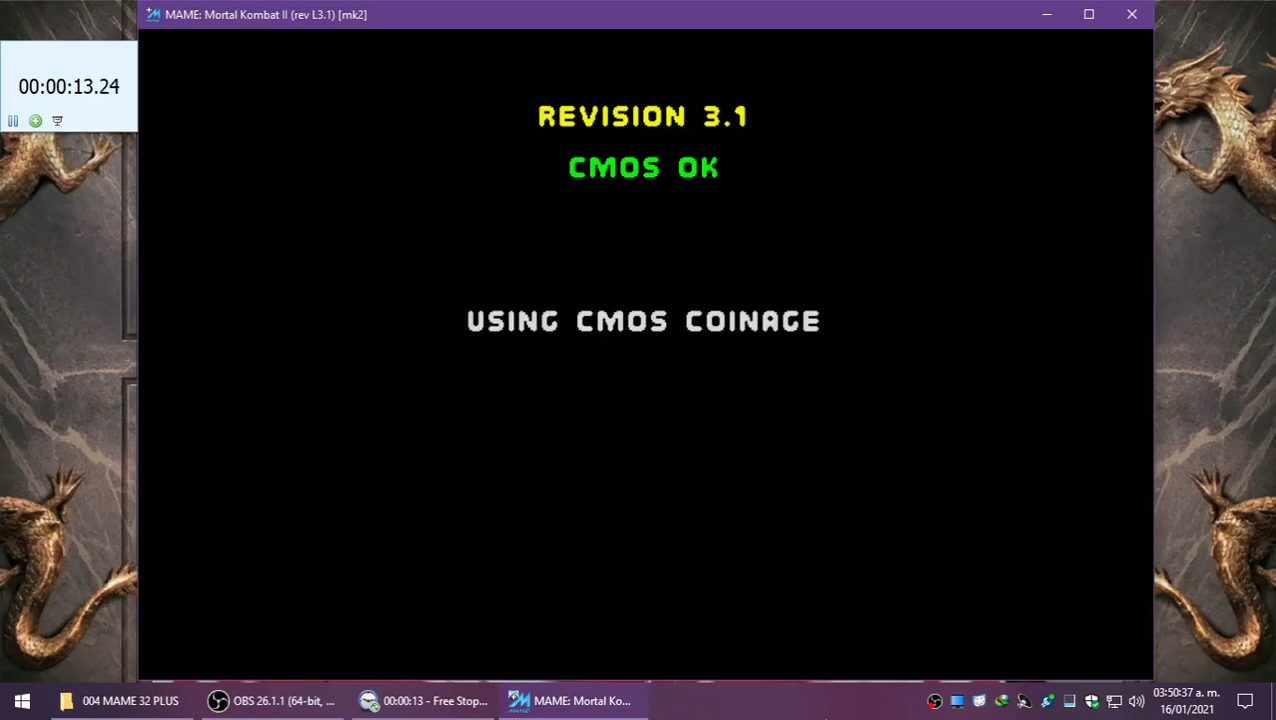 MAME: Mortal Kombat II (rev L3.1) [mk2]
00:00:13.24
REVISION 3.1
CMOS OK
USING CMOS COINAGE
004 MAME 32 PLUS
OBS 26.1.1 (64-bit, ...
00:00:13 - Free Stop...
MAME: Mortal Ko...
03:50:37 a. m.
16/01/2021